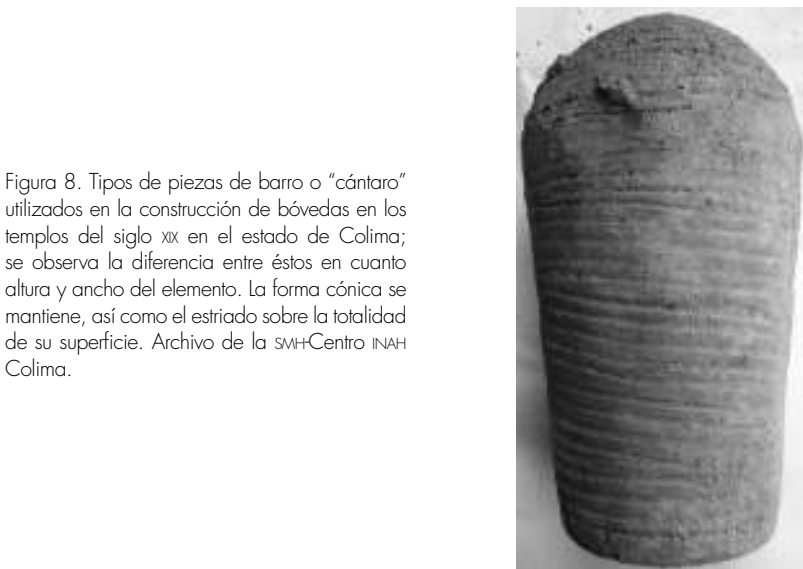 Figura 8. Tipos de piezas de barro o “cántaro”
utilizados en la construcción de bóvedas en los
templos del siglo XIX en el estado de Colima;
se observa la diferencia entre éstos en cuanto
altura y ancho del elemento. La forma cónica se
mantiene, así como el estriado sobre la totalidad
de su superficie. Archivo de la SMH-Centro INAH
Colima.